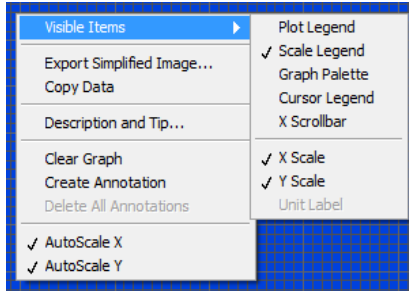 Visible Items
Export Simplified Image...
Copy Data
Description and Tip...
Clear Graph
Create Annotation
Delete All Annotations
AutoScale X
AutoScale Y
Plot Legend
Scale Legend
Graph Palette
Cursor Legend
X Scrollbar
X Scale
Y Scale
Unit Label